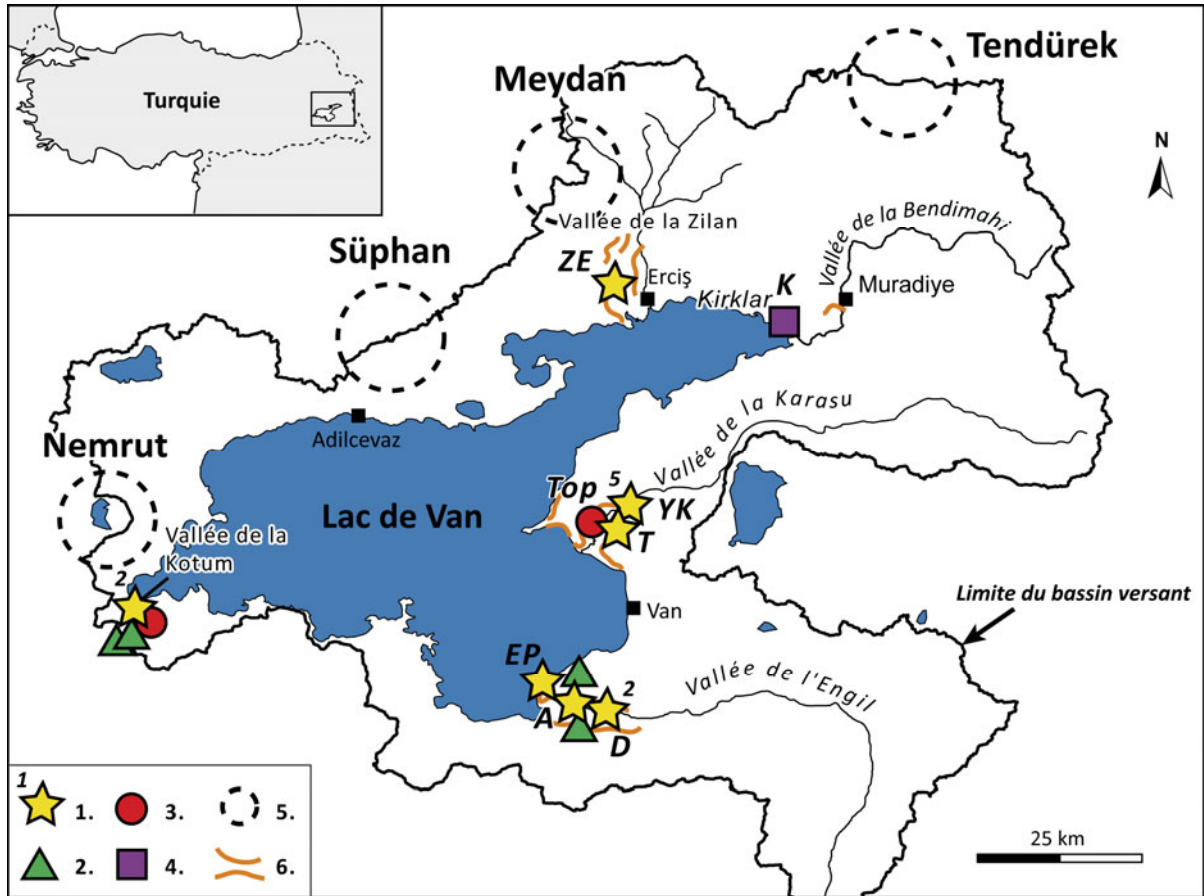 Turquie
Tendürek
Meydan
N
Vallée de la Bendimahi
Vallée de la Zilan
Süphan
ZE
Erciş
K
Kirklar
Muradiye
Adilcevaz
Vallée de la Karasu
Nemrut
Top
5
YK
Lac de Van
T
Vallée de la
Kotum
2
Limite du bassin versant
Van
EP
2
Vallée de l'Engil
A
D
1
1.
3.
5.
2.
4.
6.
25 km